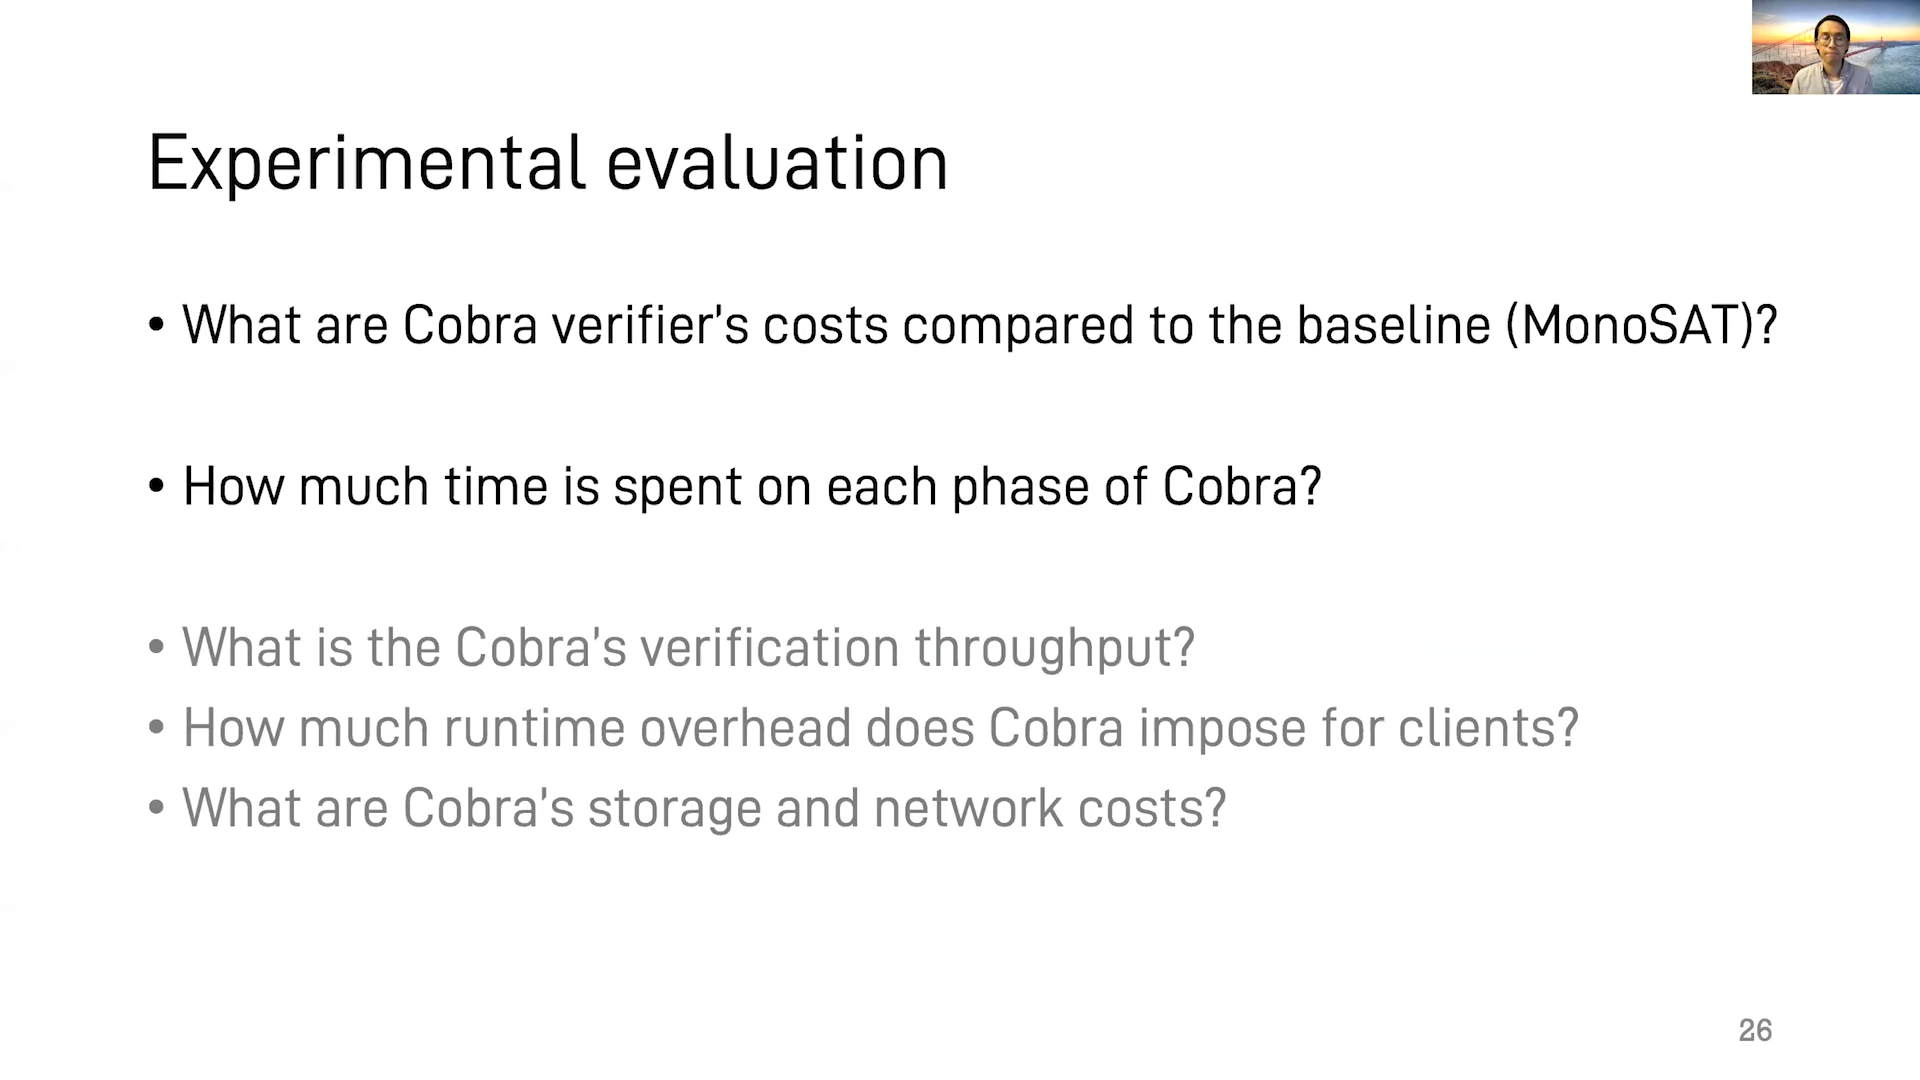 Experimental evaluation
• What are Cobra verifier's costs compared to the baseline (MonoSAT)?
• How much time is spent on each phase of Cobra?
• What is the Cobra's verification throughput?
• How much runtime overhead does Cobra impose for clients?
• What are Cobra's storage and network costs?
26